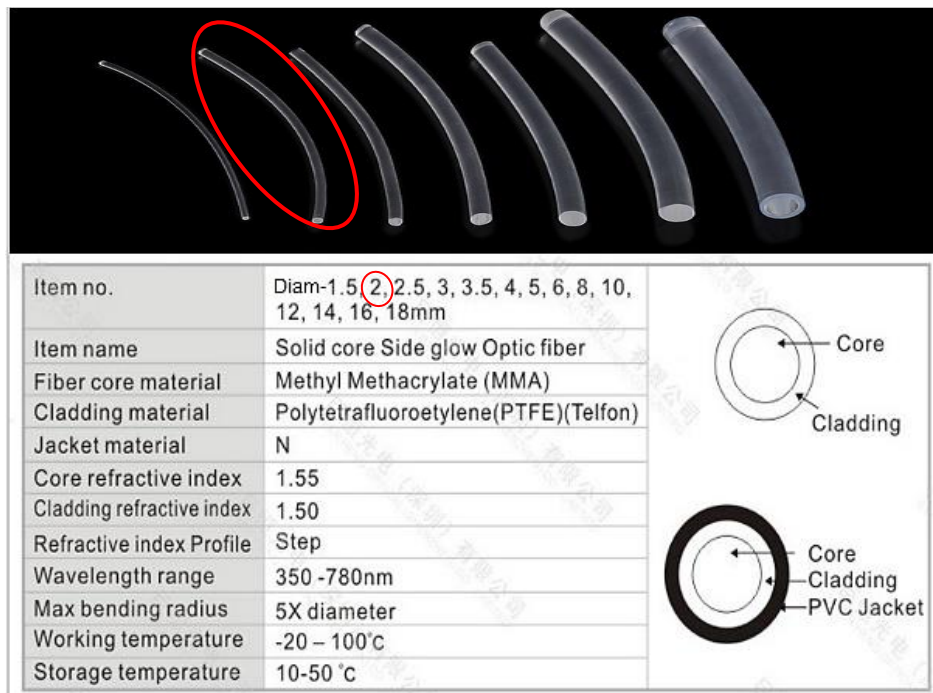 Item no.
Diam-1.5, 2, 2.5, 3, 3.5, 4, 5, 6, 8, 10,
12, 14, 16, 18mm
Item name
Solid core Side glow Optic fiber
Fiber core material
Methyl Methacrylate (MMA)
Cladding material
Polytetrafluoroetylene(PTFE)(Telfon)
Jacket material
N
Core refractive index
1.55
Cladding refractive index
1.50
Refractive index Profile
Step
Wavelength range
350 -780nm
Max bending radius
5X diameter
Working temperature
-20 – 100°C
Storage temperature
10-50 °C
Core
Cladding
Core
Cladding
PVC Jacket